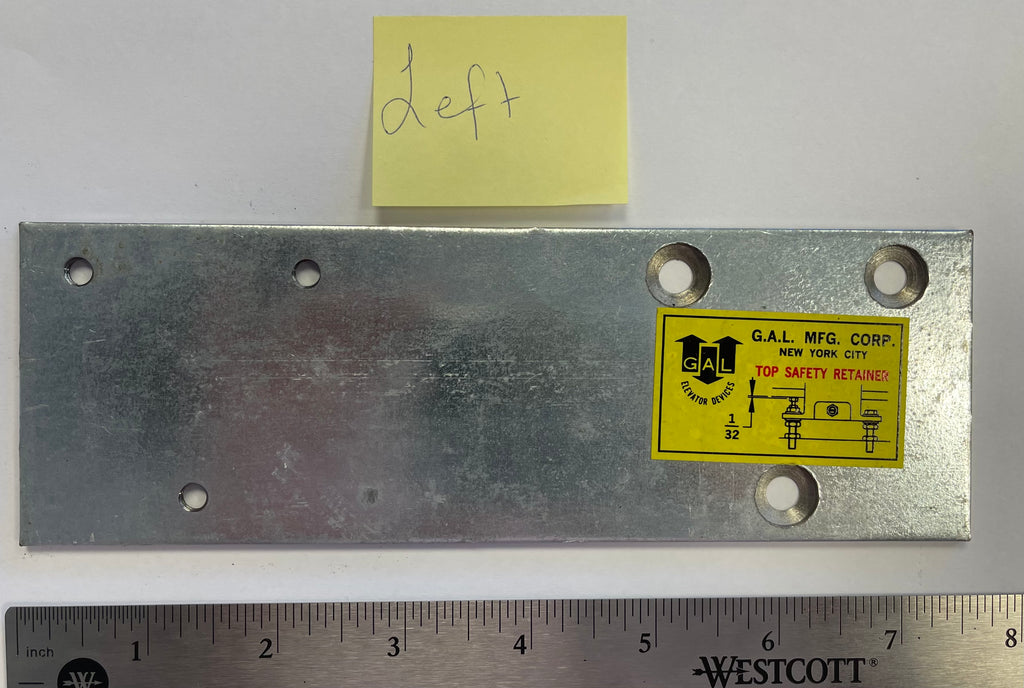 Left
G.A.L. MFG. CORP.
NEW YORK CITY
GAL
ELEVATOR DEVICES
TOP SAFETY RETAINER
1
32
1 2 3 4 5 6 7 8
inch
W
WESTCOTT®